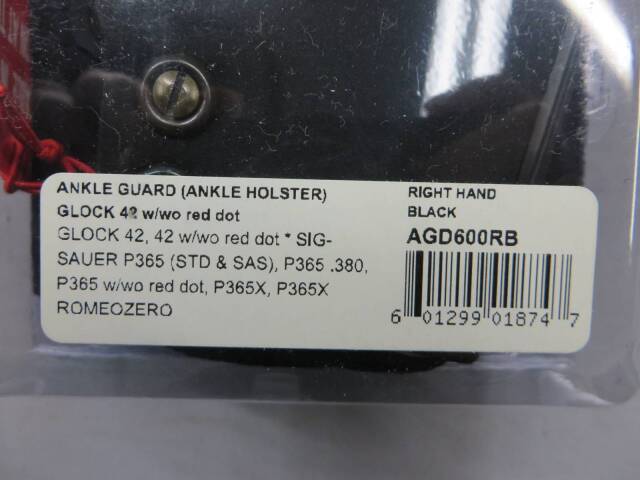 ANKLE GUARD (ANKLE HOLSTER)
GLOCK 42 w/wo red dot
GLOCK 42, 42 w/wo red dot * SIG-
SAUER P365 (STD & SAS), P365 .380,
P365 w/wo red dot, P365X, P365X
ROMEOZERO
RIGHT HAND
BLACK
AGD600RB
6 01299 01874 7